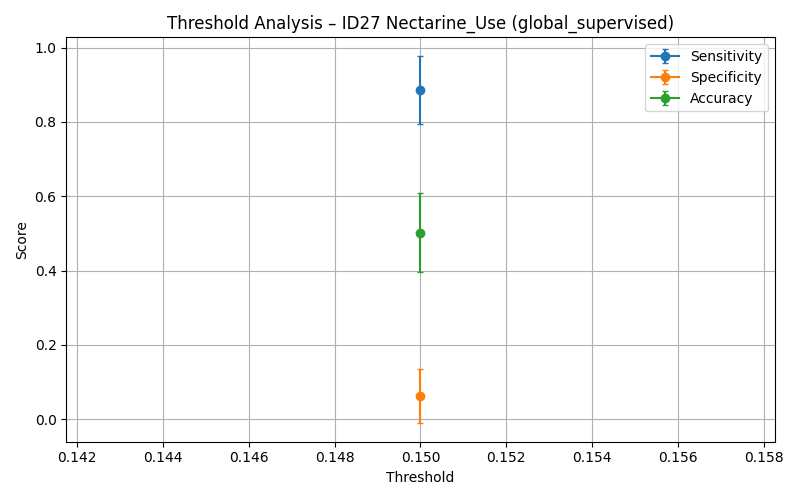 Threshold Analysis – ID27 Nectarine_Use (global_supervised)
1.0
0.8
0.6
0.4
0.2
0.0
Score
Sensitivity
Specificity
Accuracy
0.142 0.144 0.146 0.148 0.150 0.152 0.154 0.156 0.158
Threshold